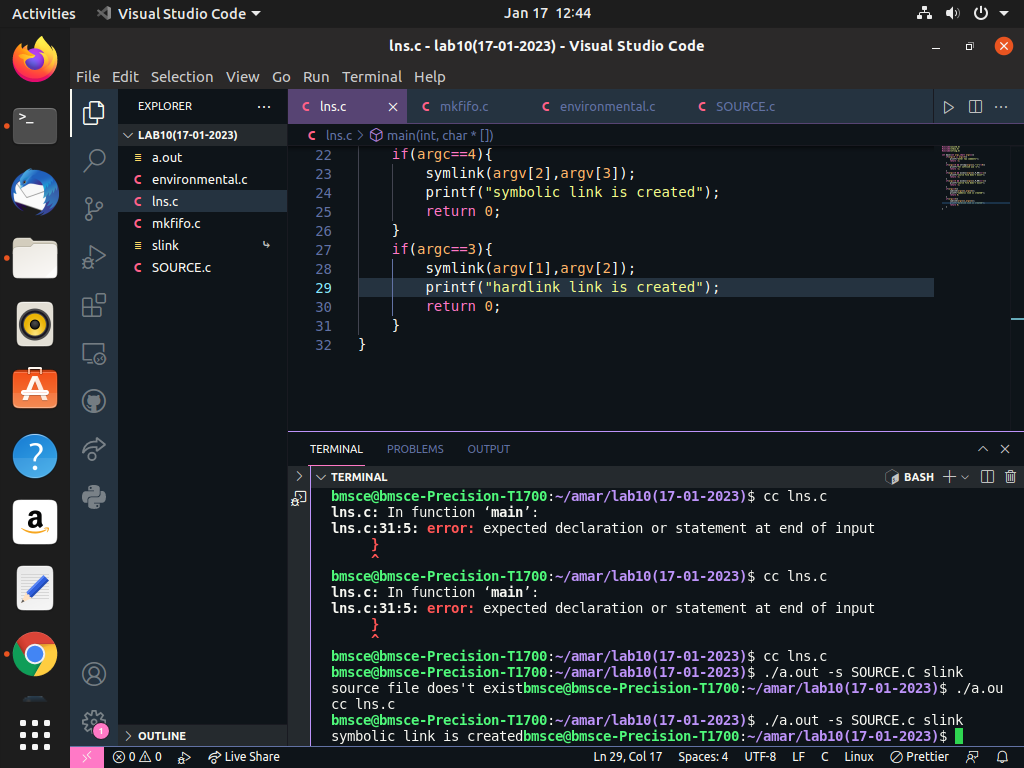 Activities Visual Studio Code Jan 17 12:44
lns.c - lab10(17-01-2023) - Visual Studio Code
File Edit Selection View Go Run Terminal Help
EXPLORER ...
C lns.c C mkfifo.c C environmental.c C SOURCE.c
LAB10(17-01-2023)
a.out
C environmental.c
C lns.c
C mkfifo.c
slink
C SOURCE.c
OUTLINE
C lns.c > main(int, char * [])
22 if(argc==4){
23 symlink(argv[2],argv[3]);
24 printf("symbolic link is created");
25 return 0;
26 }
27 if(argc==3){
28 symlink(argv[1],argv[2]);
29 printf("hardlink link is created");
30 return 0;
31 }
32 }
TERMINAL PROBLEMS OUTPUT
TERMINAL BASH
bmsce@bmsce-Precision-T1700:~/amar/lab10(17-01-2023)$ cc lns.c
lns.c: In function ‘main’:
lns.c:31:5: error: expected declaration or statement at end of input
}
^
bmsce@bmsce-Precision-T1700:~/amar/lab10(17-01-2023)$ cc lns.c
lns.c: In function ‘main’:
lns.c:31:5: error: expected declaration or statement at end of input
}
^
bmsce@bmsce-Precision-T1700:~/amar/lab10(17-01-2023)$ cc lns.c
bmsce@bmsce-Precision-T1700:~/amar/lab10(17-01-2023)$ ./a.out -s SOURCE.C slink
source file does't existbmsce@bmsce-Precision-T1700:~/amar/lab10(17-01-2023)$ ./a.ou
cc lns.c
bmsce@bmsce-Precision-T1700:~/amar/lab10(17-01-2023)$ ./a.out -s SOURCE.c slink
symbolic link is createdbmsce@bmsce-Precision-T1700:~/amar/lab10(17-01-2023)$
1
0 0 Live Share Ln 29, Col 17 Spaces: 4 UTF-8 LF C Linux Prettier